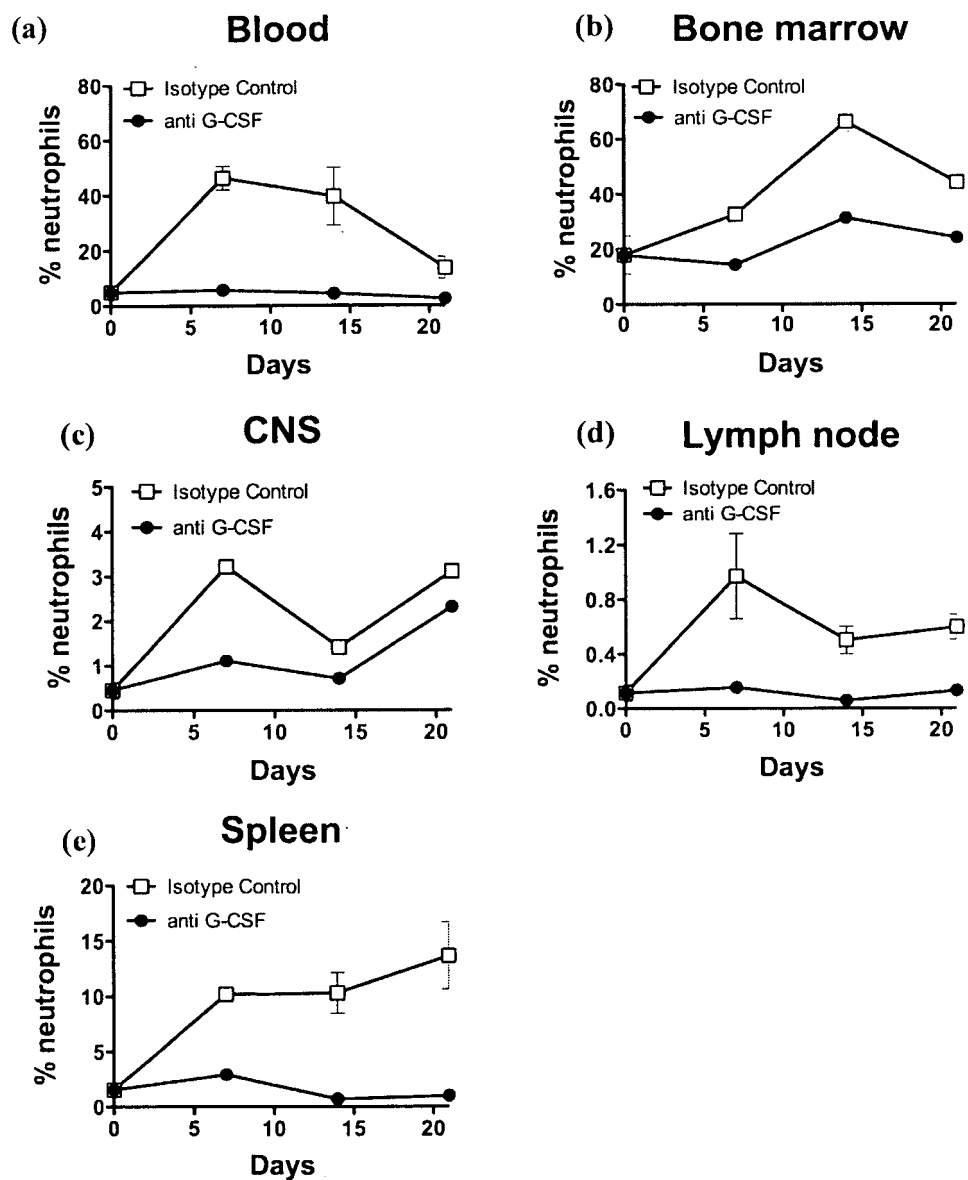 (a) Blood
Isotype Control
anti G-CSF
% neutrophils
80
60
40
20
0
0 5 10 15 20
Days
(b) Bone marrow
Isotype Control
anti G-CSF
% neutrophils
80
60
40
20
0
0 5 10 15 20
Days
(c) CNS
Isotype Control
anti G-CSF
% neutrophils
5
4
3
2
1
0
0 5 10 15 20
Days
(d) Lymph node
Isotype Control
anti G-CSF
% neutrophils
1.6
1.2
0.8
0.4
0.0
0 5 10 15 20
Days
(e) Spleen
Isotype Control
anti G-CSF
% neutrophils
20
15
10
5
0
0 5 10 15 20
Days